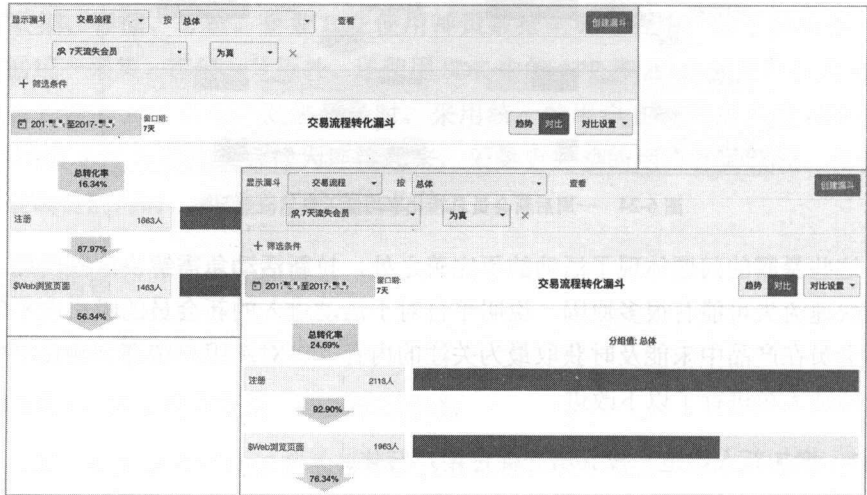 显示漏斗 交易流程 按 总体 查看 创建漏斗
7天流失会员 为真 ×
+ 筛选条件
窗口期:
7天
交易流程转化漏斗 趋势 对比 对比设置
总转化率
16.34%
注册 1663人
87.97%
$Web浏览页面 1463人
56.34%
显示漏斗 交易流程 按 总体 查看 创建漏斗
7天流失会员 为真 ×
+ 筛选条件
窗口期:
7天
交易流程转化漏斗 趋势 对比 对比设置
总转化率
24.69%
分组值: 总体
注册 2113人
92.90%
$Web浏览页面 1963人
76.34%